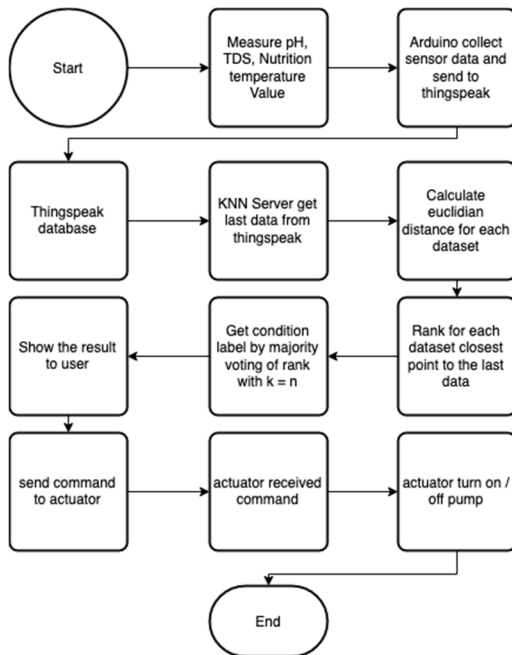 Start
Measure pH,
TDS, Nutrition
temperature
Value
Arduino collect
sensor data and
send to
thingspeak
Thingspeak
database
KNN Server get
last data from
thingspeak
Calculate
euclidian
distance for each
dataset
Rank for each
dataset closest
point to the last
data
Get condition
label by majority
voting of rank
with k = n
Show the result
to user
send command
to actuator
actuator received
command
actuator turn on /
off pump
End